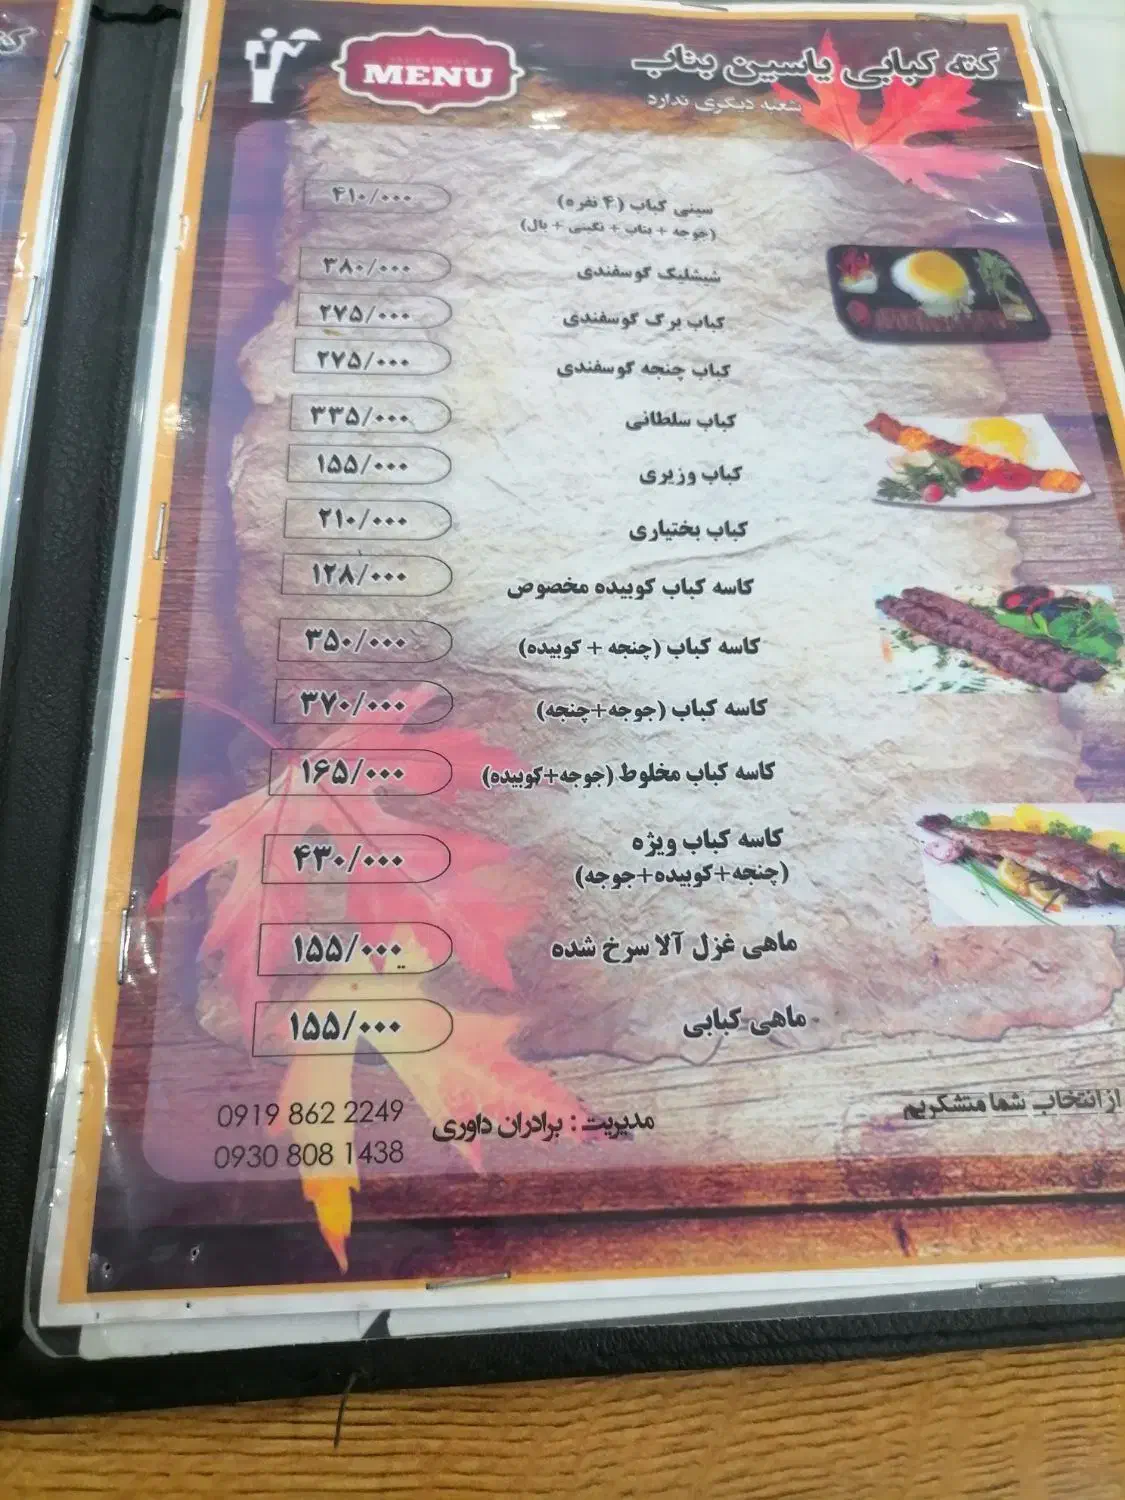 MENU
کته کبابی یاسین بناب
شعبه دیگری ندارد
سینی کباب (۴ نفره) ۴۱۰/۰۰۰
(جوجه + بناب + نگینی + بال)
شیشلیک گوسفندی ۳۸۰/۰۰۰
کباب برگ گوسفندی ۲۷۵/۰۰۰
کباب چنجه گوسفندی ۲۷۵/۰۰۰
کباب سلطانی ۳۳۵/۰۰۰
کباب وزیری ۱۵۵/۰۰۰
کباب بختیاری ۲۱۰/۰۰۰
کاسه کباب کوبیده مخصوص ۱۲۸/۰۰۰
کاسه کباب (چنجه + کوبیده) ۳۵۰/۰۰۰
کاسه کباب (جوجه+چنجه) ۳۷۰/۰۰۰
کاسه کباب مخلوط (جوجه+کوبیده) ۱۶۵/۰۰۰
کاسه کباب ویژه ۴۳۰/۰۰۰
(چنجه+کوبیده+جوجه)
ماهی غزل آلا سرخ شده ۱۵۵/۰۰۰
ماهی کبابی ۱۵۵/۰۰۰
از انتخاب شما متشکریم
مدیریت : برادران داوری 0919 862 2249
0930 808 1438